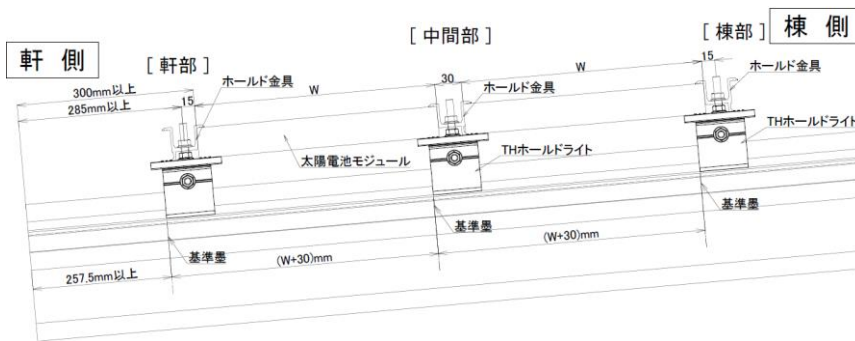 軒 側
[ 軒部 ]
[ 中間部 ]
[ 棟部 ]
棟 側
300mm以上
285mm以上
15
ホールド金具
W
30
ホールド金具
W
15
ホールド金具
太陽電池モジュール
THホールドライト
THホールドライト
基準墨
基準墨
基準墨
257.5mm以上
(W+30)mm
(W+30)mm